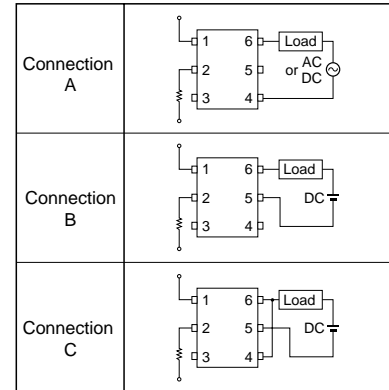 Connection
A
1 6 Load
2 5 or AC
DC
3 4
Connection
B
1 6 Load
2 5 DC
3 4
Connection
C
1 6 Load
2 5 DC
3 4